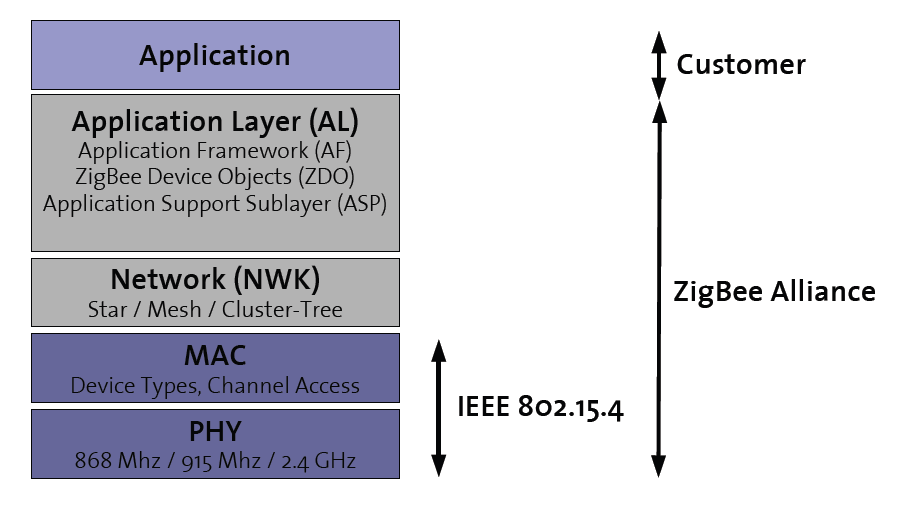 Application
Customer
Application Layer (AL)
Application Framework (AF)
ZigBee Device Objects (ZDO)
Application Support Sublayer (ASP)
Network (NWK)
Star / Mesh / Cluster-Tree
ZigBee Alliance
MAC
Device Types, Channel Access
IEEE 802.15.4
PHY
868 Mhz / 915 Mhz / 2.4 GHz